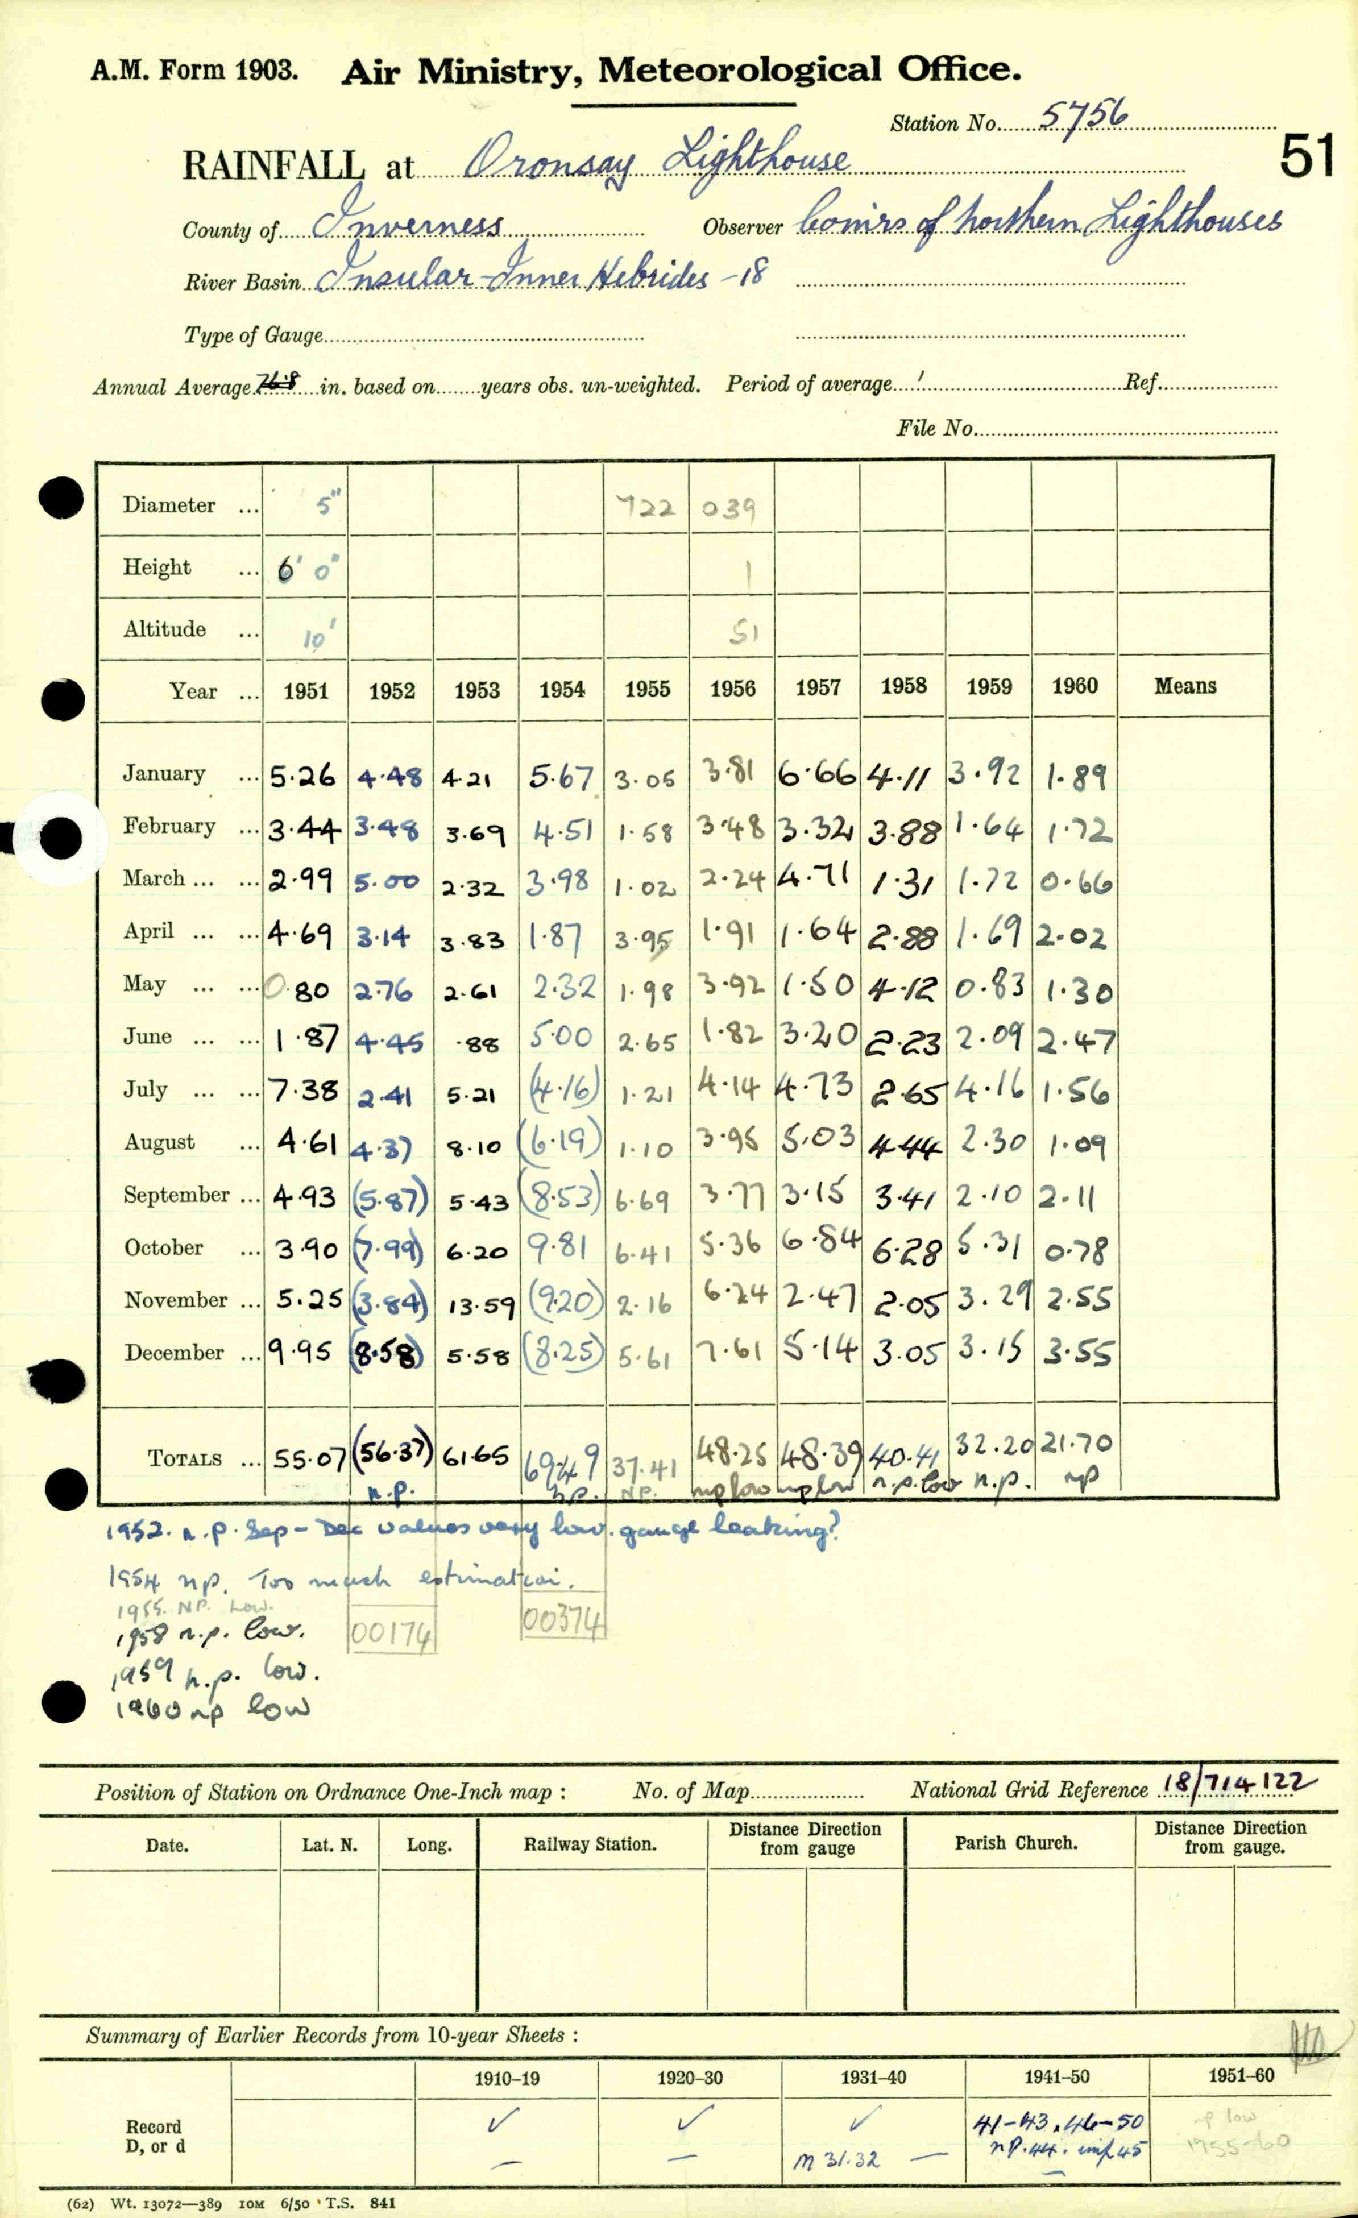 A.M. Form 1903. Air Ministry, Meteorological Office.
Station No. 5756
51
RAINFALL at Oronsay Lighthouse
County of Inverness Observer Comirs of Northern Lighthouses
River Basin Insular-Inner Hebrides -18
Type of Gauge
Annual Average 76.8 in. based on years obs. un-weighted. Period of average Ref.
File No.
Diameter ... 5" 722 039
Height ... 6' 0" 1
Altitude ... 10' 51
Year ... 1951 1952 1953 1954 1955 1956 1957 1958 1959 1960 Means
January ... 5.26 4.48 4.21 5.67 3.05 3.81 6.66 4.11 3.92 1.89
February ... 3.44 3.48 3.69 4.51 1.58 3.48 3.32 3.88 1.64 1.72
March ... ... 2.99 5.00 2.32 3.98 1.02 2.24 4.71 1.31 1.72 0.66
April ... ... 4.69 3.14 3.83 1.87 3.95 1.91 1.64 2.88 1.69 2.02
May ... ... 0.80 2.76 2.61 2.32 1.98 3.92 1.50 4.12 0.83 1.30
June ... ... 1.87 4.45 .88 5.00 2.65 1.82 3.20 2.23 2.09 2.47
July ... ... 7.38 2.41 5.21 (4.16) 1.21 4.14 4.73 2.65 4.16 1.56
August ... 4.61 4.37 8.10 (6.19) 1.10 3.95 5.03 4.44 2.30 1.09
September ... 4.93 (5.87) 5.43 (8.53) 6.69 3.77 3.15 3.41 2.10 2.11
October ... 3.90 (7.99) 6.20 9.81 6.41 5.36 6.84 6.28 5.31 0.78
November ... 5.25 (3.84) 13.59 (9.20) 2.16 6.24 2.47 2.05 3.29 2.55
December ... 9.95 (8.58) 5.58 (8.25) 5.61 7.61 5.14 3.05 3.15 3.55
TOTALS ... 55.07 (56.37) 61.65 69.49 37.41 48.25 48.39 40.41 32.20 21.70
n.p. n.p. N.P. np low np low n.p. low n.p. np
1952. n.p. Sep - Dec values very low. gauge leaking?
1954 n.p. Too much estimation.
1955. N.P. Low.
00174 00374
1958 n.p. low.
1959 n.p. low.
1960 np low
Position of Station on Ordnance One-Inch map : No. of Map National Grid Reference 18/714122
Date. Lat. N. Long. Railway Station. Distance Direction from gauge Parish Church. Distance Direction from gauge.
Summary of Earlier Records from 10-year Sheets :
1910–19 1920–30 1931–40 1941–50 1951–60
Record ✓ ✓ ✓ 41-43.46-50 np low
D, or d — — m 31.32 — np.44. imp 45 1955-60
(62) Wt. 13072—389 10M 6/50 T.S. 841